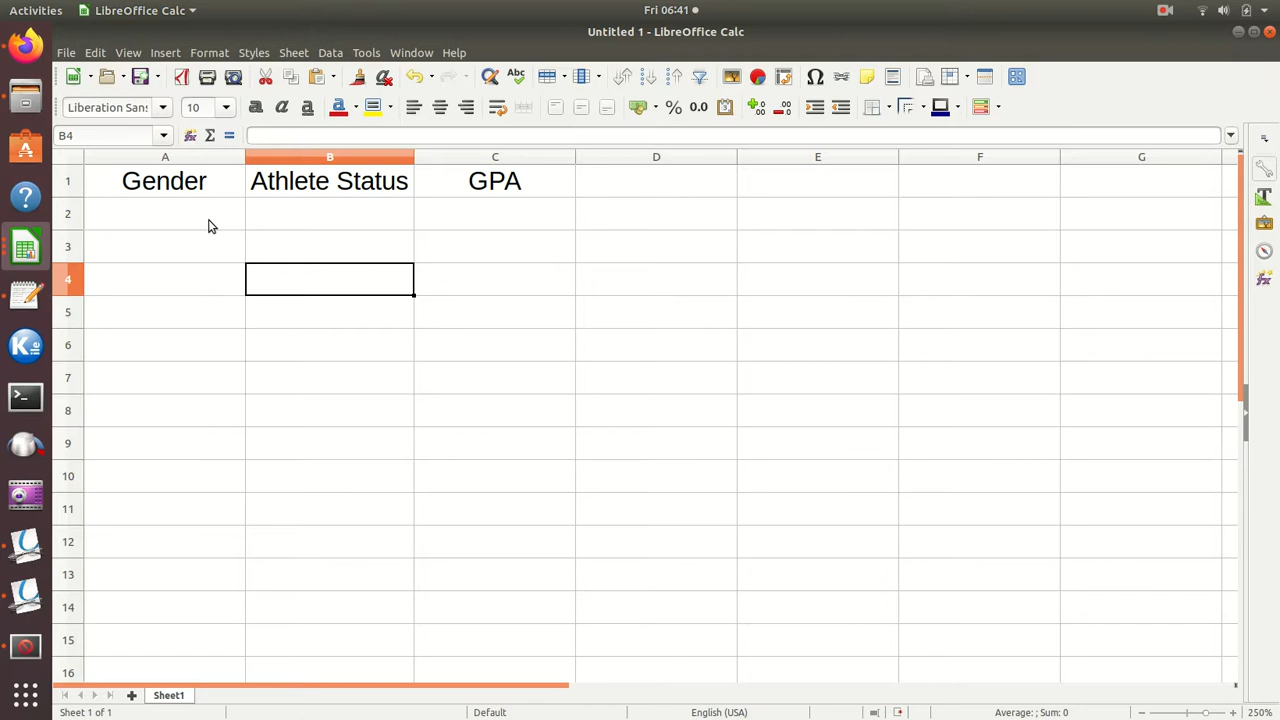 Activities LibreOffice Calc Fri 06:41
Untitled 1 - LibreOffice Calc
File Edit View Insert Format Styles Sheet Data Tools Window Help
Liberation Sans 10
B4
A B C D E F G
1 Gender Athlete Status GPA
2
3
4
5
6
7
8
9
10
11
12
13
14
15
16
Sheet1
Sheet 1 of 1 Default English (USA) Average: ; Sum: 0 250%